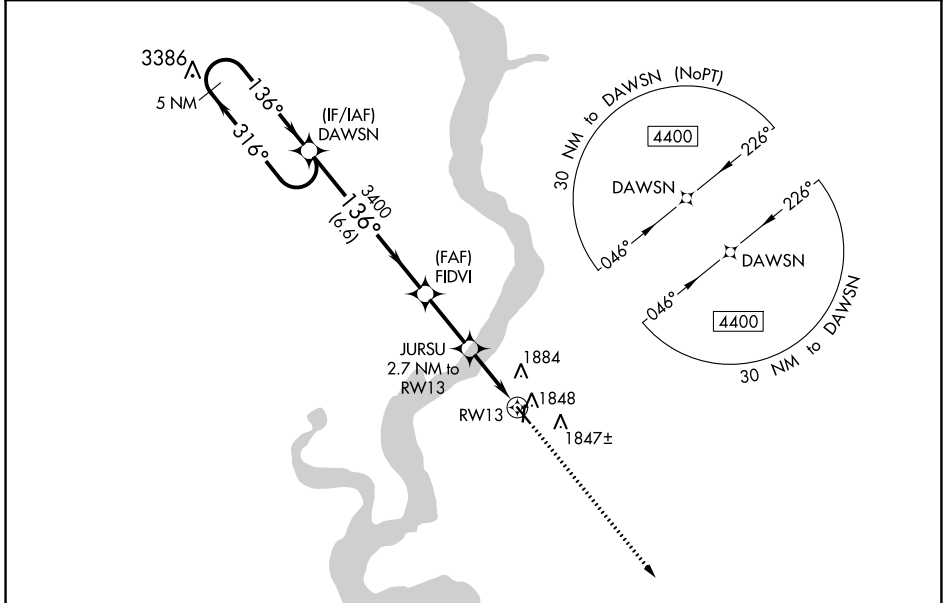 3386
5 NM
136°
316°
(IF/IAF)
DAWSN
3400
136°
(6.6)
(FAF)
FIDVI
JURSU
2.7 NM to
RW13
RW13
1884
1848
1847±
30 NM to DAWSN (NoPT)
4400
226°
DAWSN
046°
226°
DAWSN
046°
4400
30 NM to DAWSN